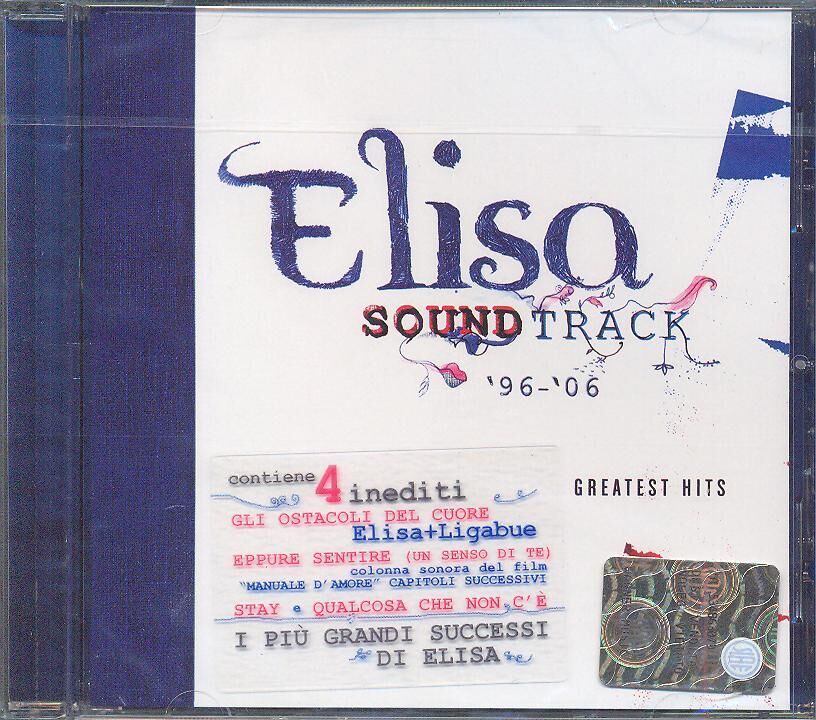 Elisa
SOUNDTRACK
'96-'06
GREATEST HITS
contiene 4 inediti
GLI OSTACOLI DEL CUORE
Elisa+Ligabue
EPPURE SENTIRE (UN SENSO DI TE)
colonna sonora del film
"MANUALE D'AMORE" CAPITOLI SUCCESSIVI
STAY e QUALCOSA CHE NON C'È
I PIÙ GRANDI SUCCESSI
DI ELISA